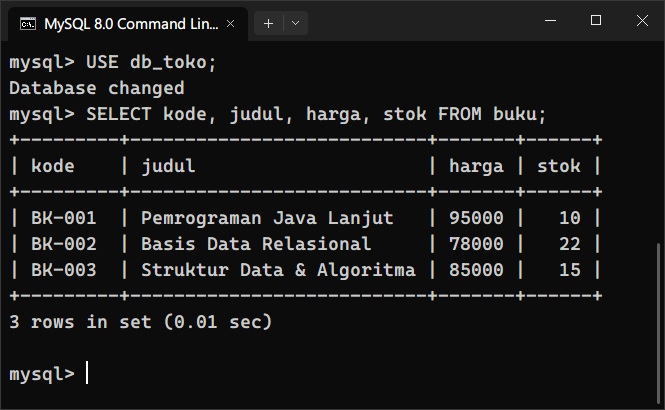 MySQL 8.0 Command Lin...
mysql> USE db_toko;
Database changed
mysql> SELECT kode, judul, harga, stok FROM buku;
+---------+---------------------------+-------+------+
| kode    | judul                     | harga | stok |
+---------+---------------------------+-------+------+
| BK-001  | Pemrograman Java Lanjut   | 95000 |   10 |
| BK-002  | Basis Data Relasional     | 78000 |   22 |
| BK-003  | Struktur Data & Algoritma | 85000 |   15 |
+---------+---------------------------+-------+------+
3 rows in set (0.01 sec)
mysql>